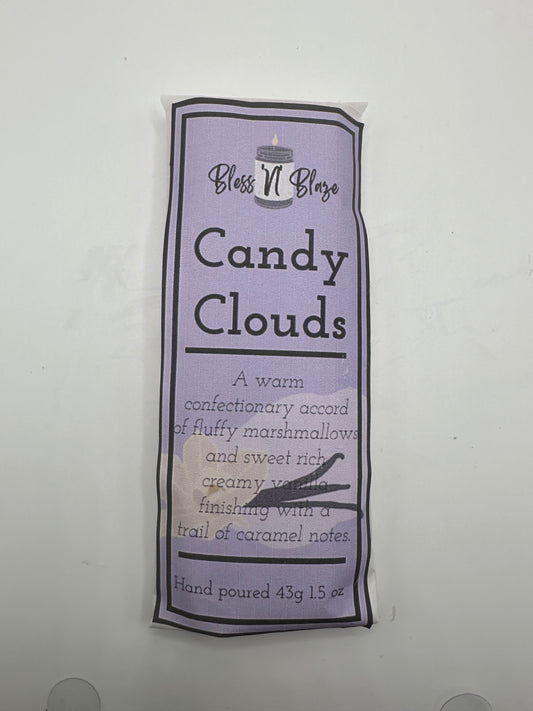 Bless 'N' Blaze
Candy
Clouds
A warm
confectionary accord
of fluffy marshmallows
and sweet rich,
creamy vanilla
finishing with a
trail of caramel notes.
Hand poured 43g 1.5 oz